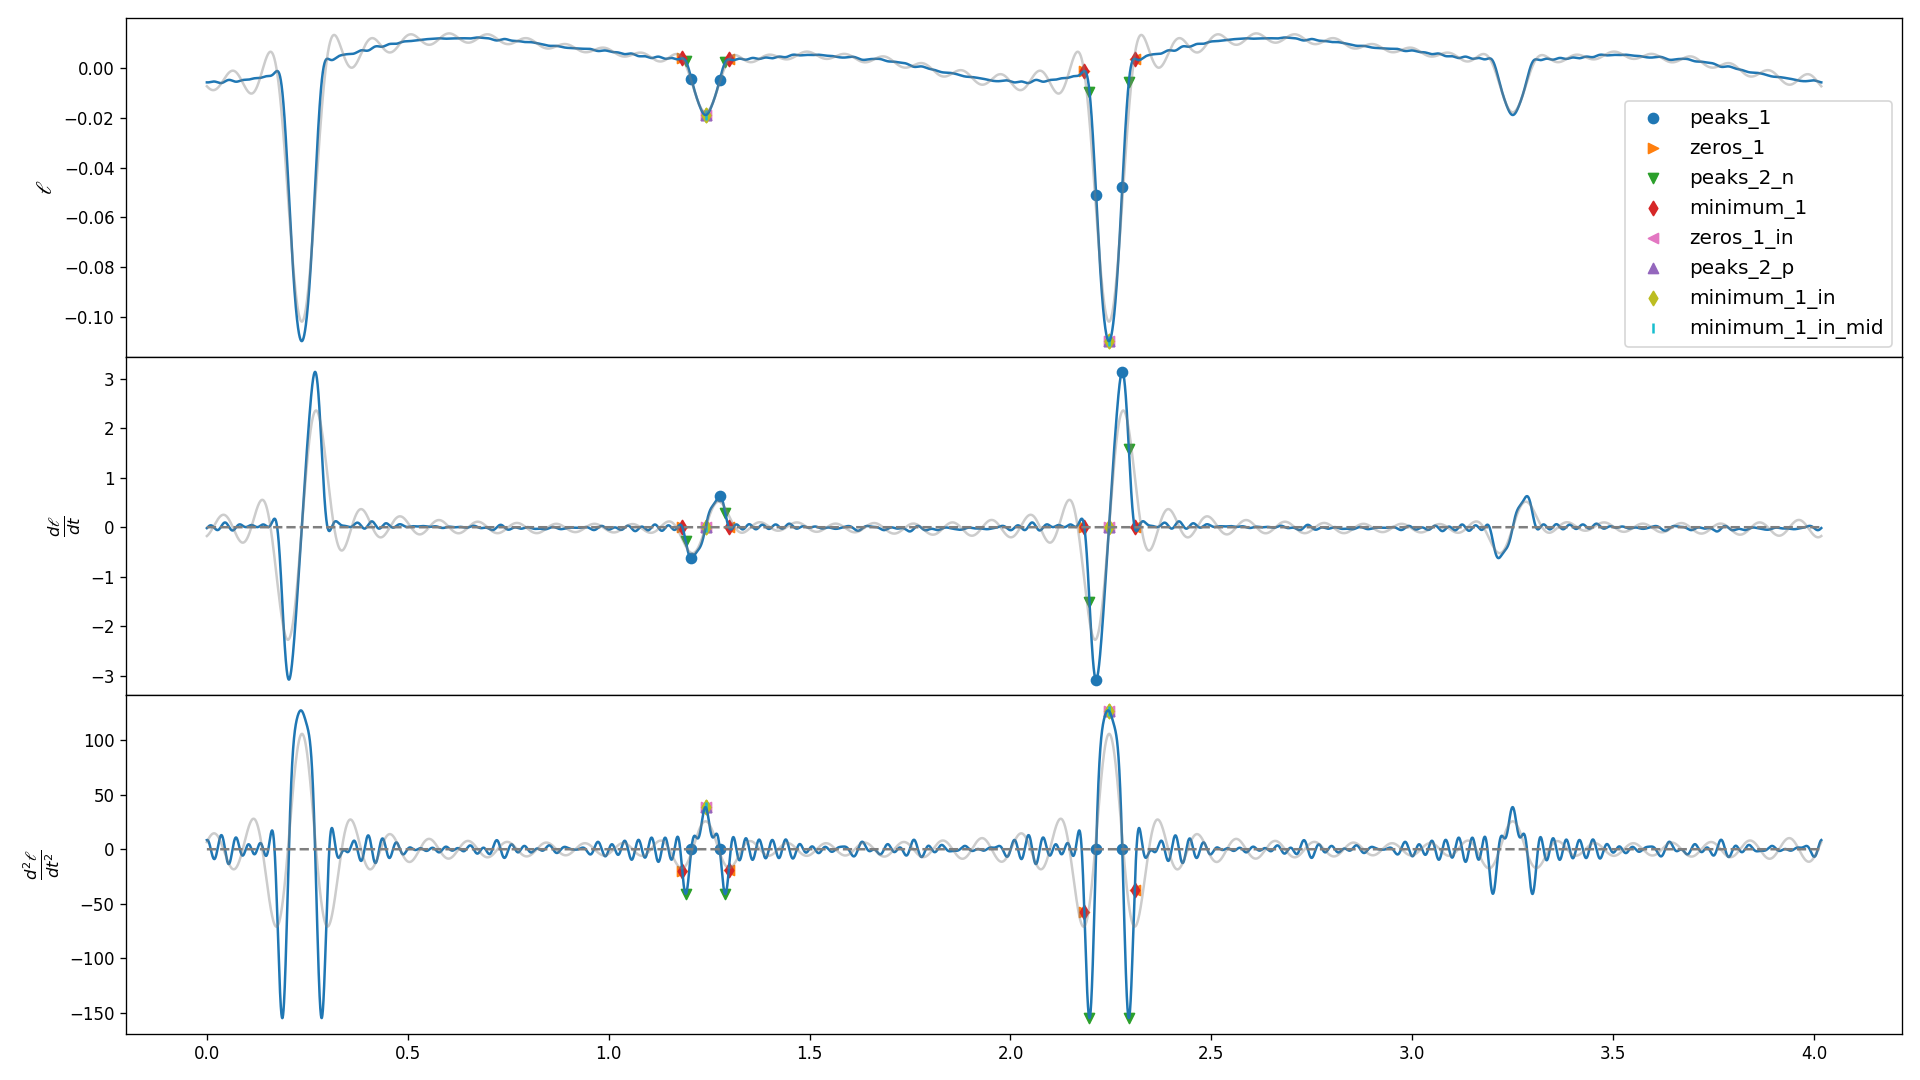 0.00
−0.02
−0.04
−0.06
−0.08
−0.10
ℓ
peaks_1
zeros_1
peaks_2_n
minimum_1
zeros_1_in
peaks_2_p
minimum_1_in
minimum_1_in_mid
3
2
1
0
−1
−2
−3
dℓ
dt
100
50
0
−50
−100
−150
d²ℓ
dt²
0.0 0.5 1.0 1.5 2.0 2.5 3.0 3.5 4.0